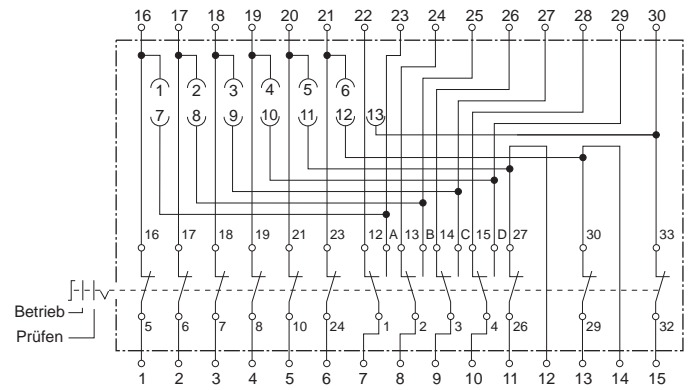 16 17 18 19 20 21 22 23 24 25 26 27 28 29 30
1 2 3 4 5 6
7 8 9 10 11 12 13
16 17 18 19 21 23 12 A 13 B 14 C 15 D 27 30 33
Betrieb
5 6 7 8 10 24 1 2 3 4 26 29 32
Prüfen
1 2 3 4 5 6 7 8 9 10 11 12 13 14 15